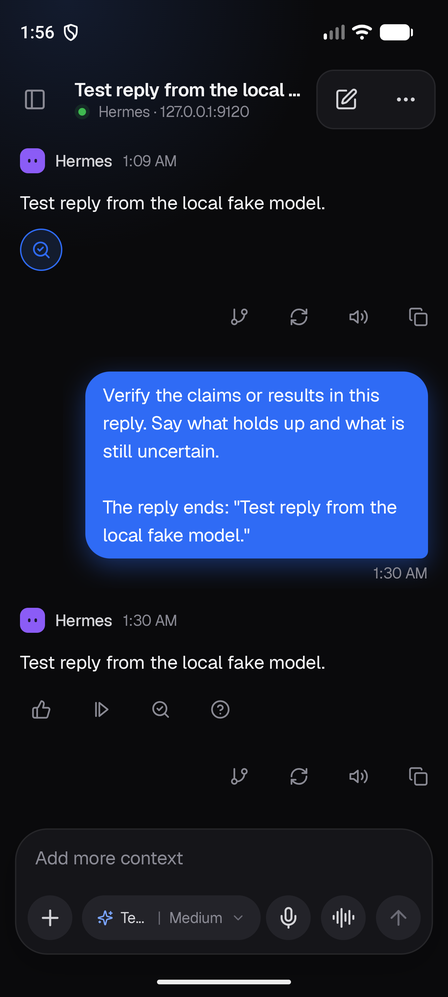 1:56
Test reply from the local ...
Hermes · 127.0.0.1:9120
Hermes 1:09 AM
Test reply from the local fake model.
Verify the claims or results in this
reply. Say what holds up and what is
still uncertain.
The reply ends: "Test reply from the
local fake model."
1:30 AM
Hermes 1:30 AM
Test reply from the local fake model.
Add more context
Te... | Medium